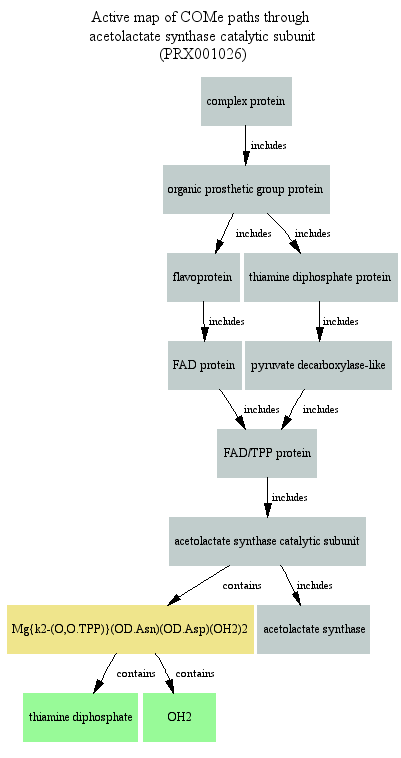 Active map of COMe paths through
acetolactate synthase catalytic subunit
(PRX001026)
complex protein
includes
organic prosthetic group protein
includes
includes
flavoprotein
thiamine diphosphate protein
includes
includes
FAD protein
pyruvate decarboxylase-like
includes
includes
FAD/TPP protein
includes
acetolactate synthase catalytic subunit
contains
includes
Mg{k2-(O,O.TPP)}(OD.Asn)(OD.Asp)(OH2)2
acetolactate synthase
contains
contains
thiamine diphosphate
OH2